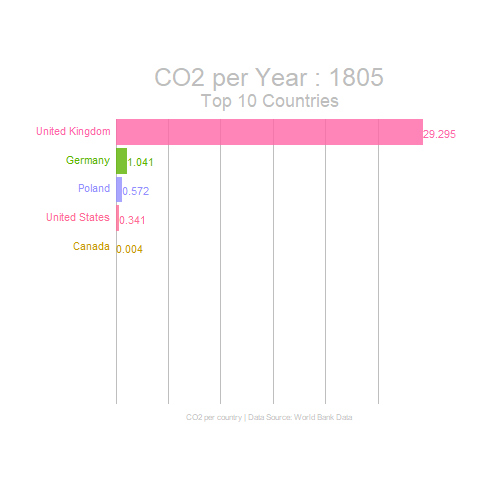 CO2 per Year : 1805
Top 10 Countries
United Kingdom 29.295
Germany 1.041
Poland 0.572
United States 0.341
Canada 0.004
CO2 per country | Data Source: World Bank Data